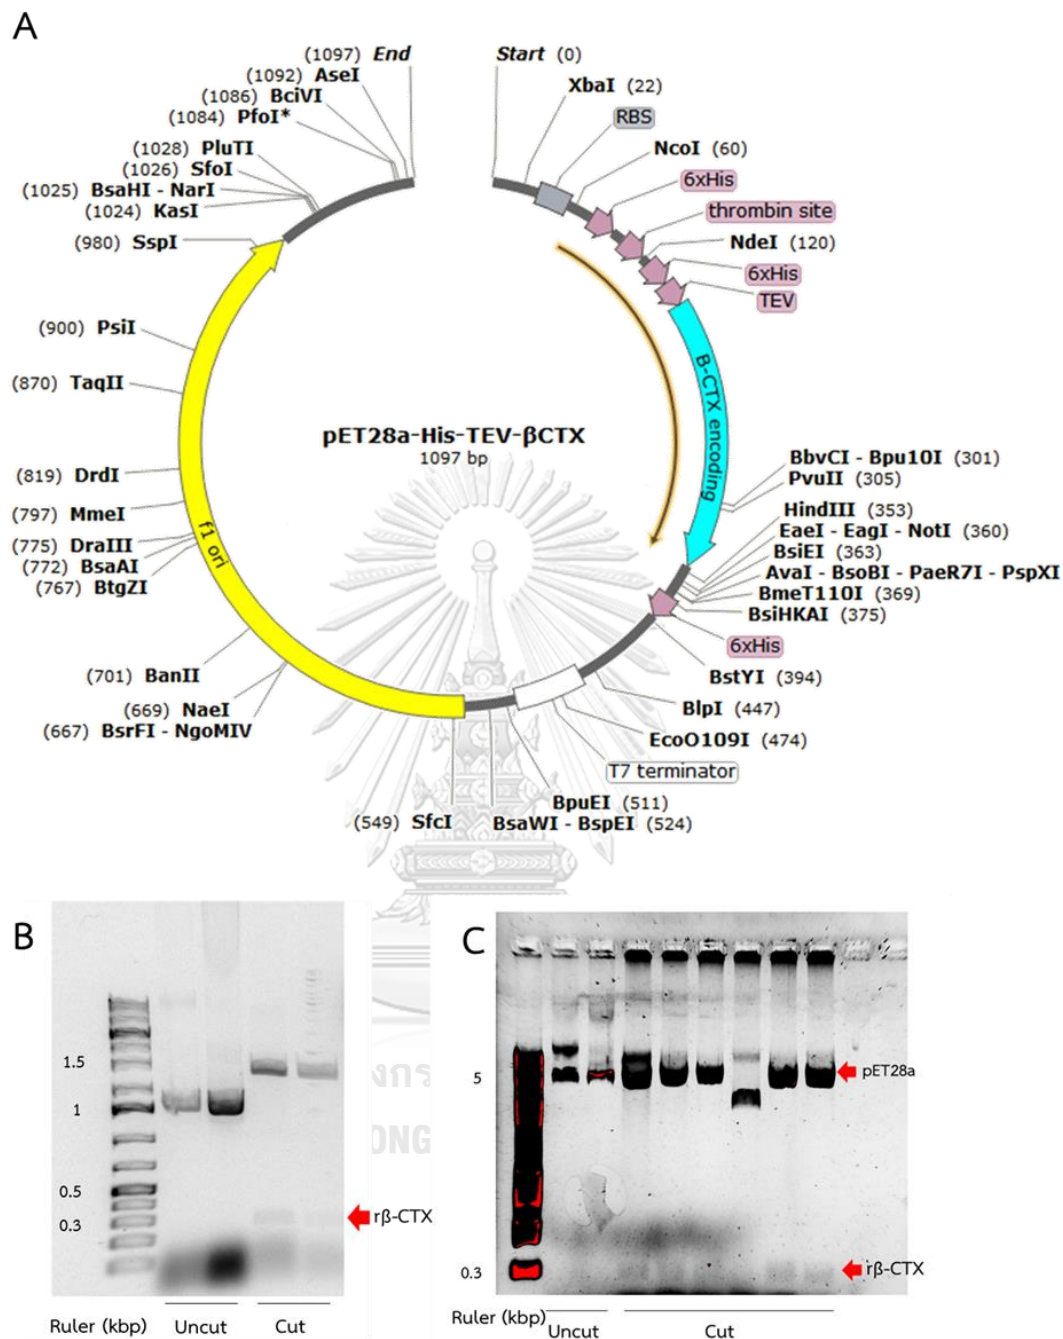 A
(1097) End
(1092) AseI
(1086) BciVI
(1084) PfoI*
(1028) PluTI
(1026) SfoI
(1025) BsaHI - NarI
(1024) KasI
(980) SspI
(900) PsiI
(870) TaqII
(819) DrdI
(797) MmeI
(775) DraIII
(772) BsaAI
(767) BtgZI
(701) BanII
(669) NaeI
(667) BsrFI - NgoMIV
(549) SfcI
Start (0)
XbaI (22)
RBS
NcoI (60)
6xHis
thrombin site
NdeI (120)
6xHis
TEV
B-CTX encoding
BbvCI - Bpu10I (301)
PvuII (305)
HindIII (353)
EaeI - EagI - NotI (360)
BsiEI (363)
AvaI - BsoBI - PaeR7I - PspXI
BmeT110I (369)
BsiHKAI (375)
6xHis
BstYI (394)
BlpI (447)
EcoO109I (474)
T7 terminator
BpuEI (511)
BsaWI - BspEI (524)
f1 ori
pET28a-His-TEV-βCTX
1097 bp
B
1.5
1
0.5
0.3
rβ-CTX
Ruler (kbp)
Uncut
Cut
C
5
0.3
pET28a
rβ-CTX
Ruler (kbp)
Uncut
Cut
งกร
ONG